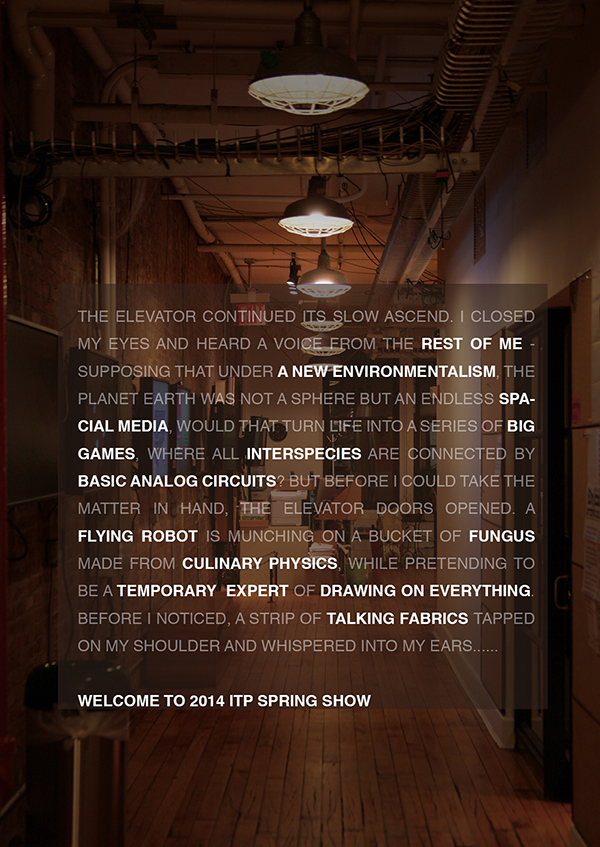 THE ELEVATOR CONTINUED ITS SLOW ASCEND. I CLOSED
MY EYES AND HEARD A VOICE FROM THE REST OF ME -
SUPPOSING THAT UNDER A NEW ENVIRONMENTALISM, THE
PLANET EARTH WAS NOT A SPHERE BUT AN ENDLESS SPA-
CIAL MEDIA, WOULD THAT TURN LIFE INTO A SERIES OF BIG
GAMES, WHERE ALL INTERSPECIES ARE CONNECTED BY
BASIC ANALOG CIRCUITS? BUT BEFORE I COULD TAKE THE
MATTER IN HAND, THE ELEVATOR DOORS OPENED. A
FLYING ROBOT IS MUNCHING ON A BUCKET OF FUNGUS
MADE FROM CULINARY PHYSICS, WHILE PRETENDING TO
BE A TEMPORARY EXPERT OF DRAWING ON EVERYTHING.
BEFORE I NOTICED, A STRIP OF TALKING FABRICS TAPPED
ON MY SHOULDER AND WHISPERED INTO MY EARS......
WELCOME TO 2014 ITP SPRING SHOW